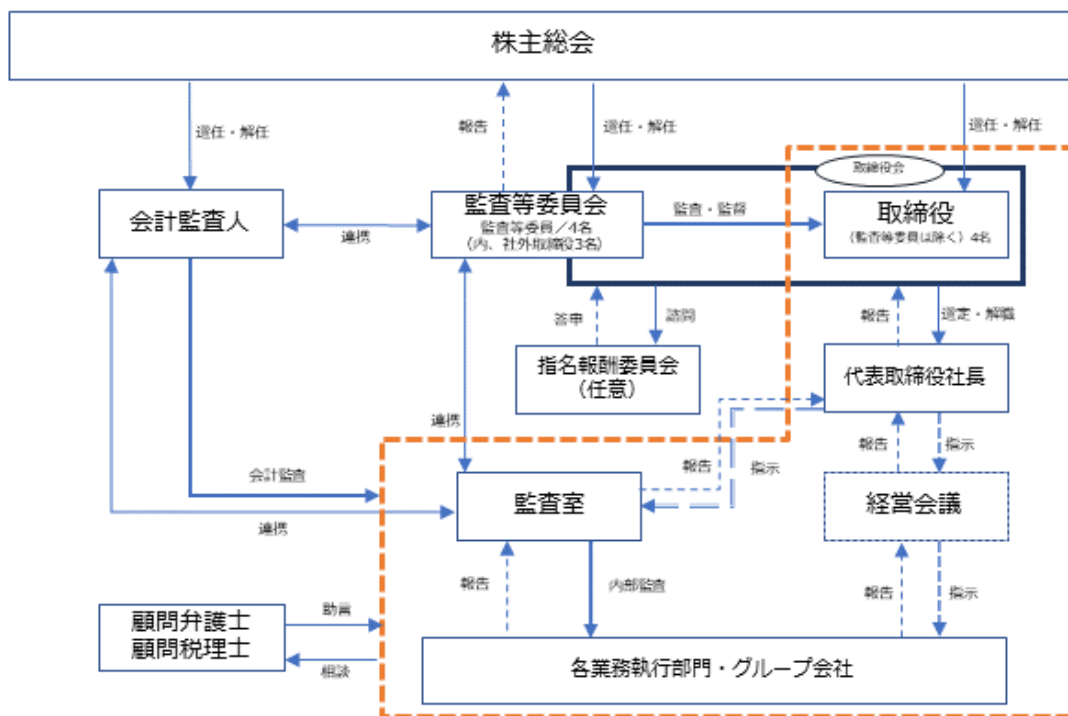 株主総会
報告
選任・解任
選任・解任
選任・解任
取締役会
会計監査人
連携
監査等委員会
監査等委員／4名
（内、社外取締役3名）
監査・監督
取締役
（監査等委員は除く）4名
答申
諮問
報告
選定・解職
指名報酬委員会
（任意）
代表取締役社長
連携
報告
指示
報告
指示
会計監査
監査室
経営会議
連携
報告
内部監査
報告
指示
顧問弁護士
顧問税理士
助言
相談
各業務執行部門・グループ会社